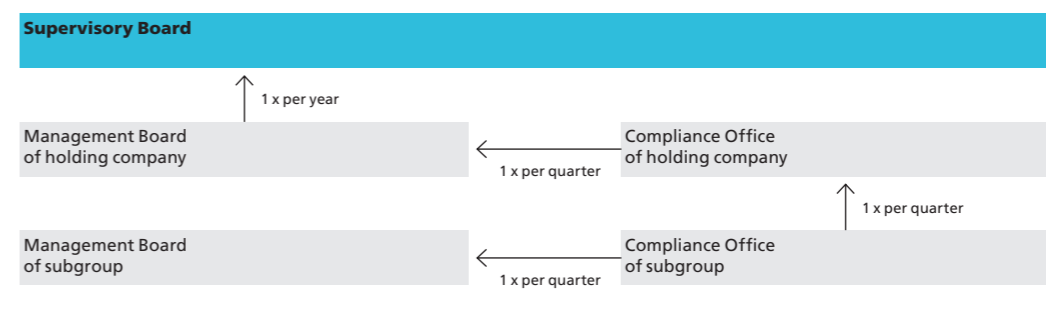 Supervisory Board
1 x per year
Management Board
of holding company
1 x per quarter
Compliance Office
of holding company
1 x per quarter
Management Board
of subgroup
1 x per quarter
Compliance Office
of subgroup